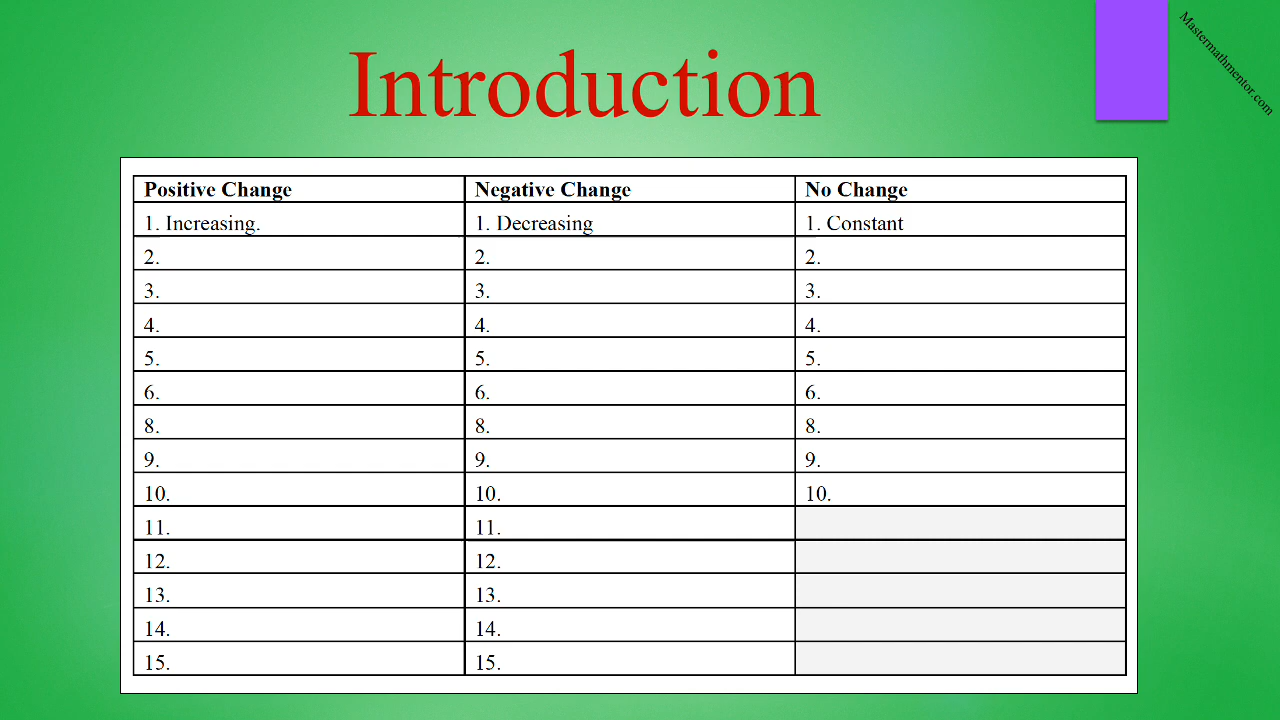 Introduction
Mastermathmentor.com
Positive Change Negative Change No Change
1. Increasing. 1. Decreasing 1. Constant
2. 2. 2.
3. 3. 3.
4. 4. 4.
5. 5. 5.
6. 6. 6.
8. 8. 8.
9. 9. 9.
10. 10. 10.
11. 11.
12. 12.
13. 13.
14. 14.
15. 15.